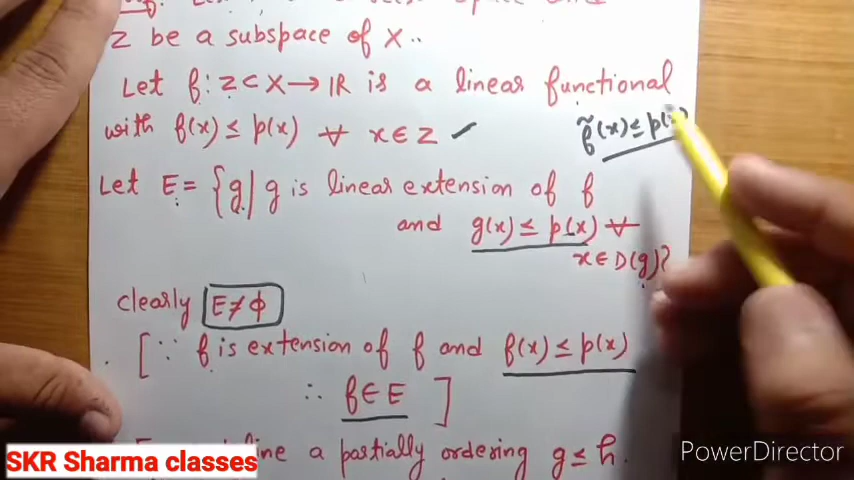 Z be a subspace of X..
Let f: Z ⊂ X → IR is a linear functional
with f(x) ≤ p(x) ∀ x ∈ Z ✓
f̃(x) ≤ p(x)
Let E = {g | g is linear extension of f
and g(x) ≤ p(x) ∀
x ∈ D(g)}
clearly E ≠ ϕ
[ ∵ f is extension of f and f(x) ≤ p(x)
∴ f ∈ E ]
a partially ordering g ≤ h.
SKR Sharma classes
PowerDirector